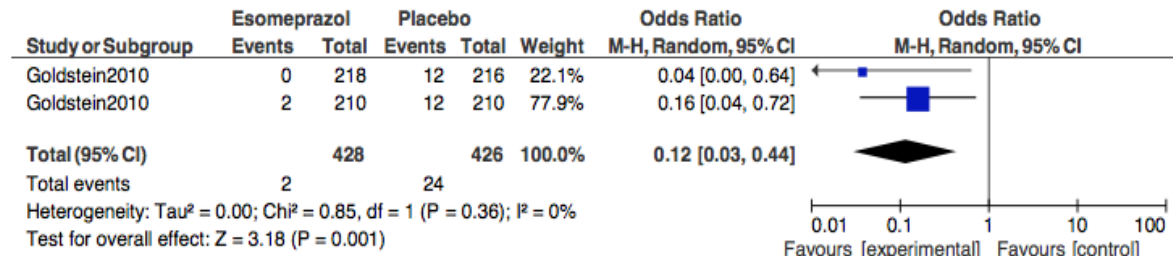 Esomeprazol Placebo Odds Ratio Odds Ratio
Study or Subgroup Events Total Events Total Weight M-H, Random, 95% CI M-H, Random, 95% CI
Goldstein2010 0 218 12 216 22.1% 0.04 [0.00, 0.64]
Goldstein2010 2 210 12 210 77.9% 0.16 [0.04, 0.72]
Total (95% CI) 428 426 100.0% 0.12 [0.03, 0.44]
Total events 2 24
Heterogeneity: Tau² = 0.00; Chi² = 0.85, df = 1 (P = 0.36); I² = 0%
Test for overall effect: Z = 3.18 (P = 0.001)
0.01 0.1 1 10 100
Favours [experimental] Favours [control]